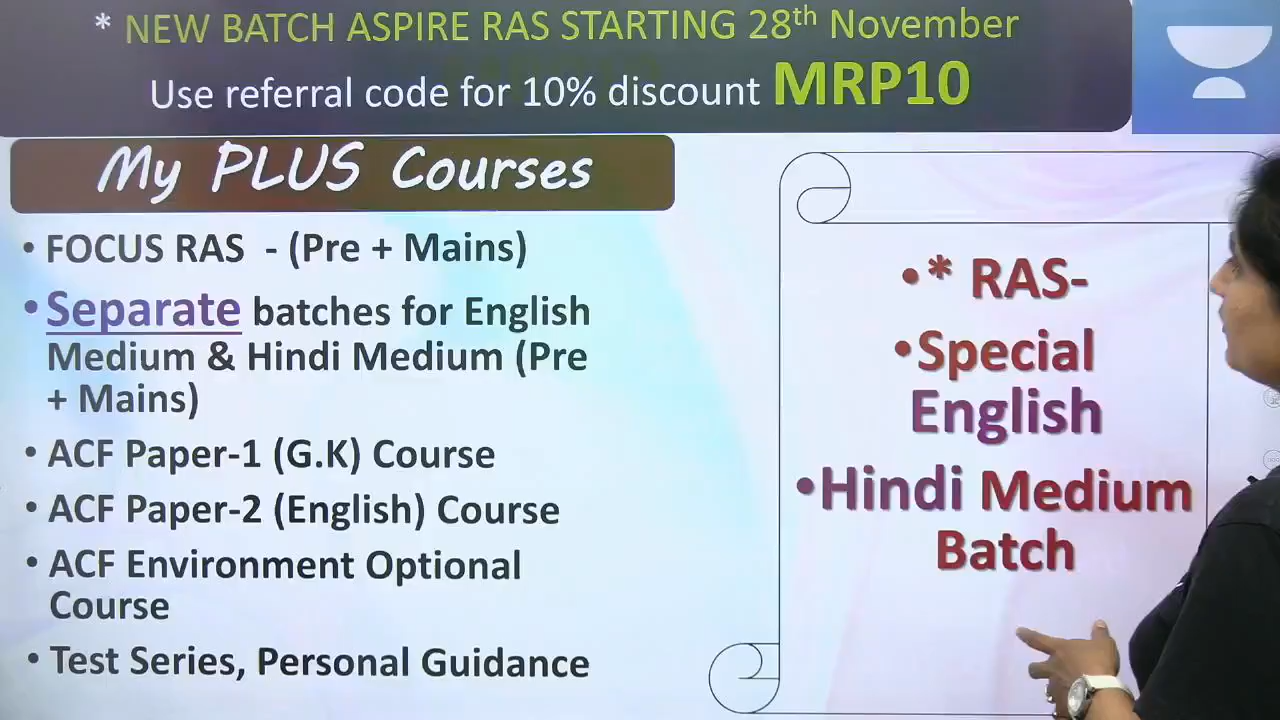 * NEW BATCH ASPIRE RAS STARTING 28th November
Use referral code for 10% discount MRP10
My PLUS Courses
• FOCUS RAS - (Pre + Mains)
• Separate batches for English
Medium & Hindi Medium (Pre
+ Mains)
• ACF Paper-1 (G.K) Course
• ACF Paper-2 (English) Course
• ACF Environment Optional
Course
• Test Series, Personal Guidance
•* RAS-
•Special
English
•Hindi Medium
Batch